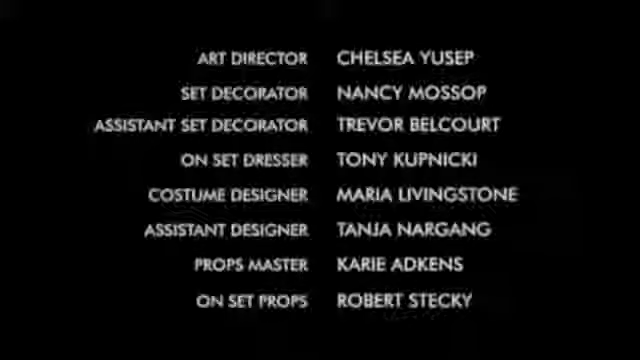 ART DIRECTOR CHELSEA YUSEP
SET DECORATOR NANCY MOSSOP
ASSISTANT SET DECORATOR TREVOR BELCOURT
ON SET DRESSER TONY KUPNICKI
COSTUME DESIGNER MARIA LIVINGSTONE
ASSISTANT DESIGNER TANJA NARGANG
PROPS MASTER KARIE ADKENS
ON SET PROPS ROBERT STECKY